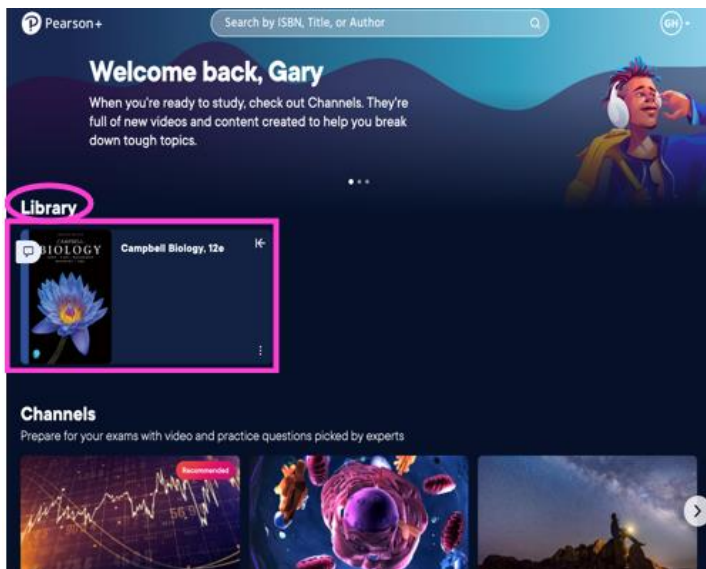 Pearson+
Search by ISBN, Title, or Author
GH
Welcome back, Gary
When you're ready to study, check out Channels. They're
full of new videos and content created to help you break
down tough topics.
Library
CAMPBELL
BIOLOGY
Campbell Biology, 12e
Channels
Prepare for your exams with video and practice questions picked by experts
Recommended
56.9